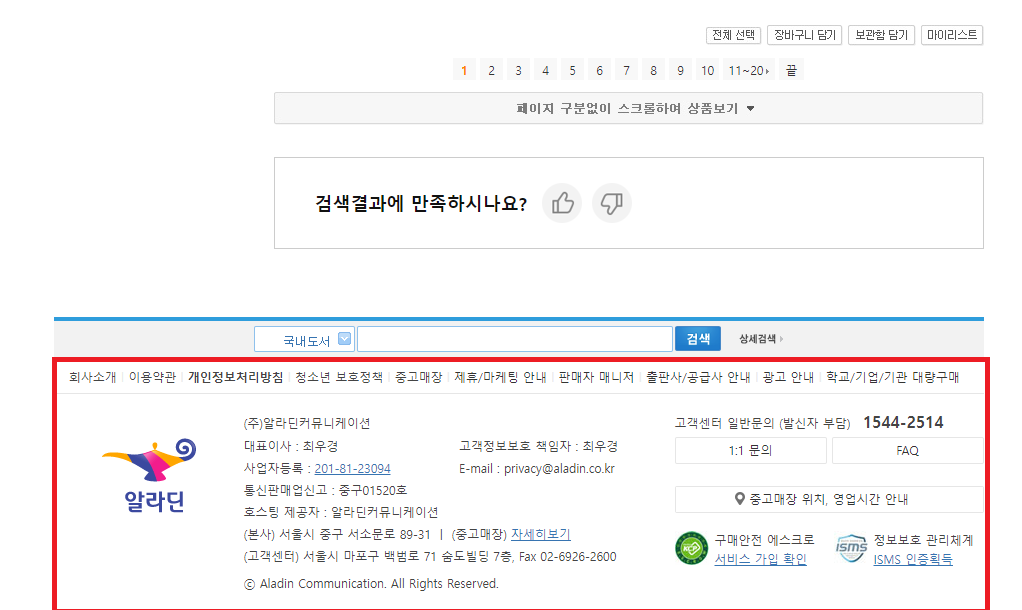 전체 선택 장바구니 담기 보관함 담기 마이리스트
1 2 3 4 5 6 7 8 9 10 11~20 끝
페이지 구분없이 스크롤하여 상품보기
검색결과에 만족하시나요?
국내도서 검색 상세검색
회사소개 이용약관 개인정보처리방침 청소년 보호정책 중고매장 제휴/마케팅 안내 판매자 매니저 출판사/공급사 안내 광고 안내 학교/기업/기관 대량구매
알라딘
(주)알라딘커뮤니케이션
대표이사 : 최우경 고객정보보호 책임자 : 최우경
사업자등록 : 201-81-23094 E-mail : privacy@aladin.co.kr
통신판매업신고 : 중구01520호
호스팅 제공자 : 알라딘커뮤니케이션
(본사) 서울시 중구 서소문로 89-31 | (중고매장) 자세히보기
(고객센터) 서울시 마포구 백범로 71 숨도빌딩 7층, Fax 02-6926-2600
ⓒ Aladin Communication. All Rights Reserved.
고객센터 일반문의 (발신자 부담) 1544-2514
1:1 문의 FAQ
중고매장 위치, 영업시간 안내
KCP 구매안전 에스크로
서비스 가입 확인
ISMS 정보보호 관리체계
ISMS 인증획득